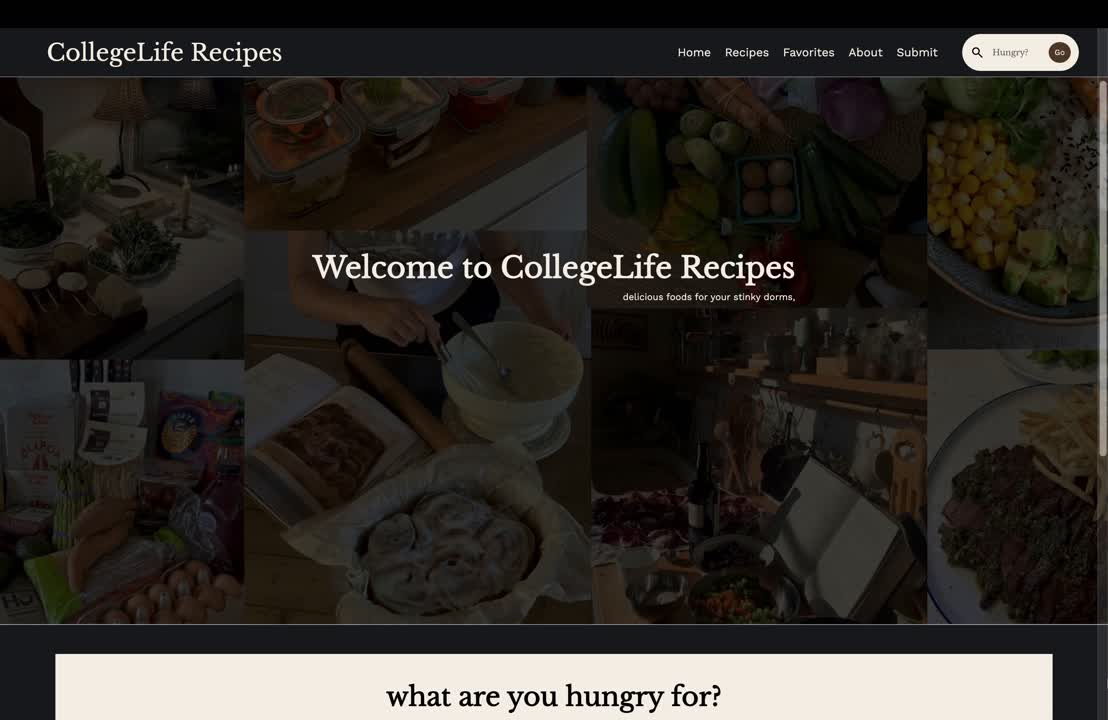 CollegeLife Recipes
Home Recipes Favorites About Submit
Hungry?
Go
Welcome to CollegeLife Recipes
delicious foods for your stinky dorms,
what are you hungry for?